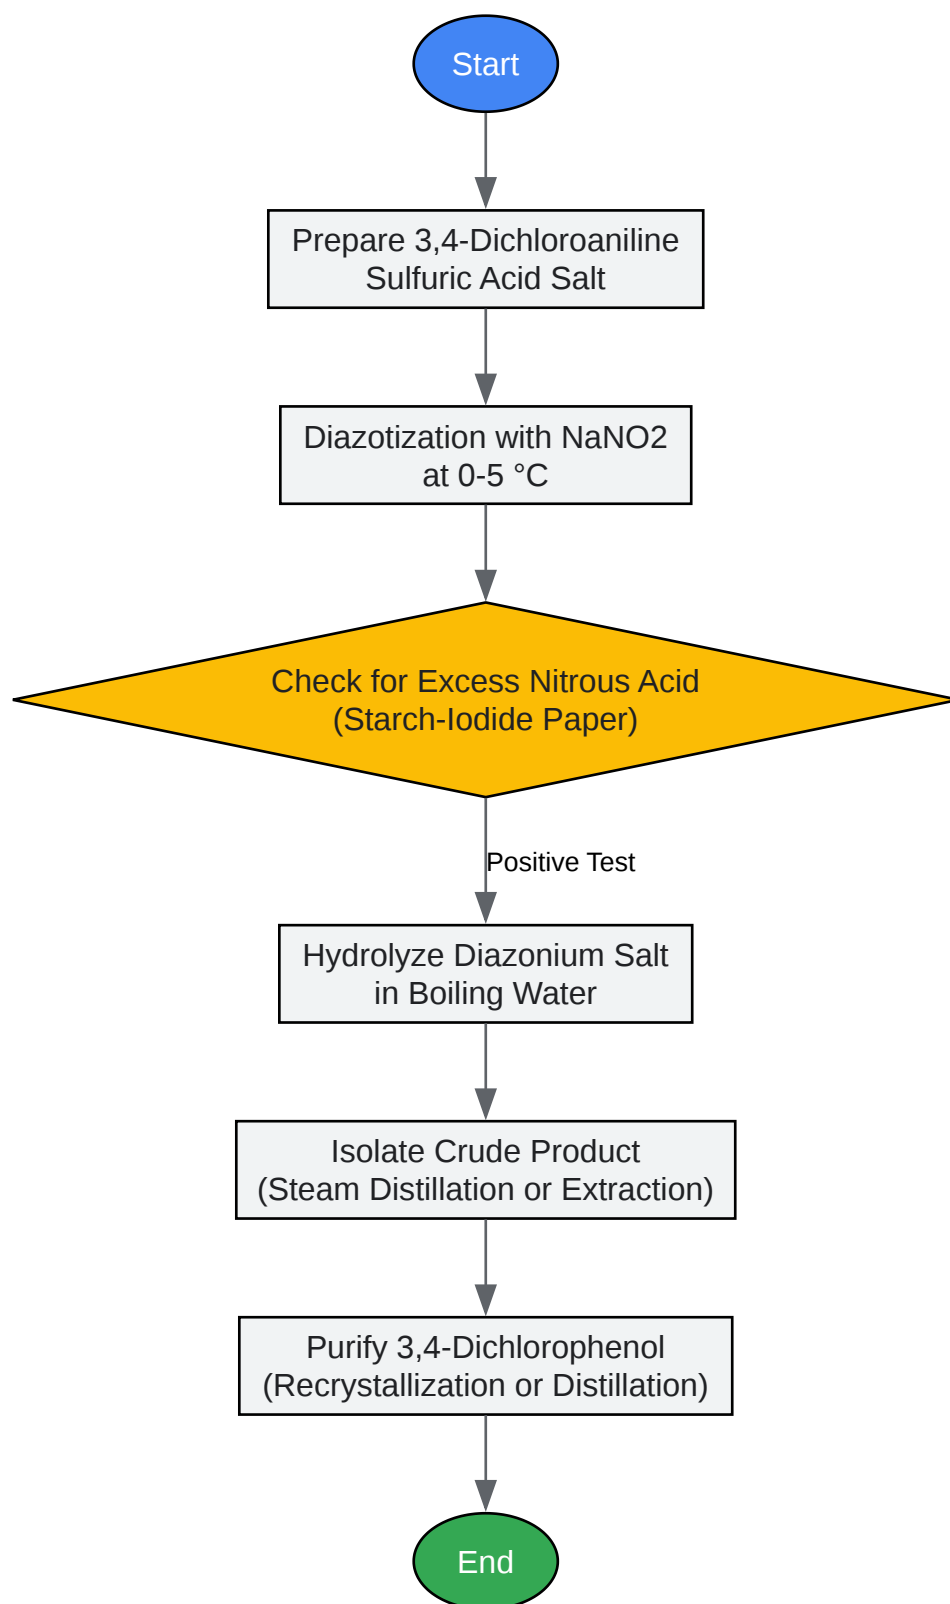 Start
Prepare 3,4-Dichloroaniline
Sulfuric Acid Salt
Diazotization with NaNO2
at 0-5 °C
Check for Excess Nitrous Acid
(Starch-Iodide Paper)
Positive Test
Hydrolyze Diazonium Salt
in Boiling Water
Isolate Crude Product
(Steam Distillation or Extraction)
Purify 3,4-Dichlorophenol
(Recrystallization or Distillation)
End